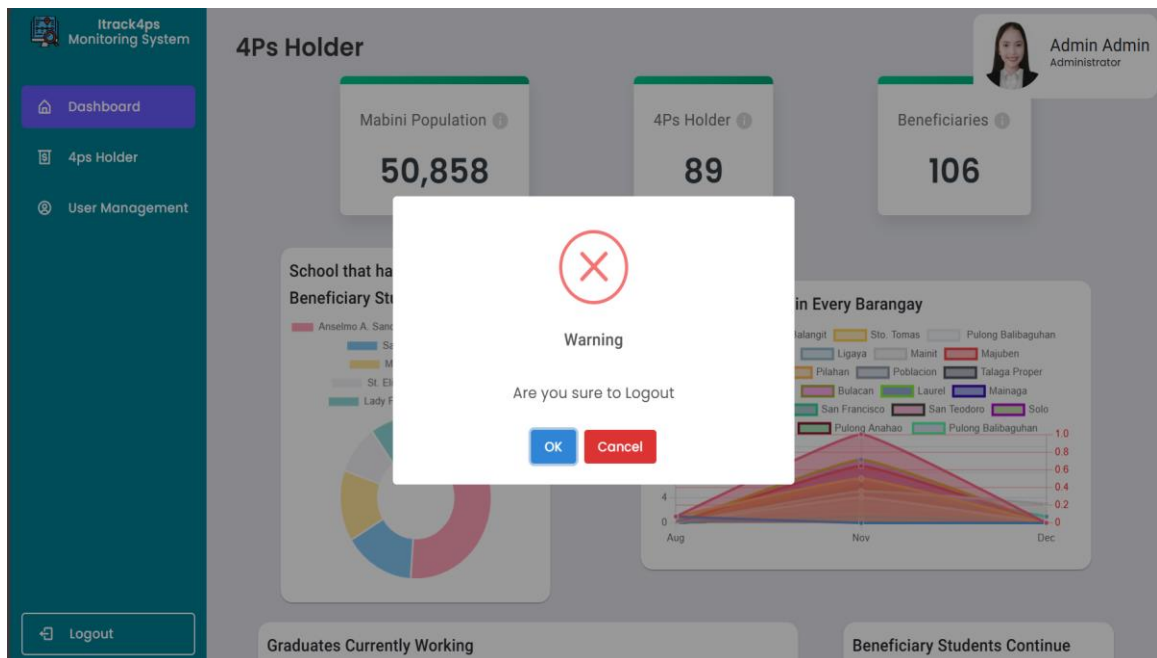 Itrack4ps
Monitoring System
Dashboard
4ps Holder
User Management
Logout
4Ps Holder
Admin Admin
Administrator
Mabini Population
50,858
4Ps Holder
89
Beneficiaries
106
School that ha
Beneficiary Stu
Anselmo A. Sand
Sa
M
St. Eli
Lady F
in Every Barangay
alangit Sto. Tomas Pulong Balibaguhan
Ligaya Mainit Majuben
Pilahan Poblacion Talaga Proper
Bulacan Laurel Mainaga
San Francisco San Teodoro Solo
Pulong Anahao Pulong Balibaguhan
1.0
0.8
0.6
0.4
0.2
0
4
0
Aug Nov Dec
Warning
Are you sure to Logout
OK Cancel
Graduates Currently Working
Beneficiary Students Continue